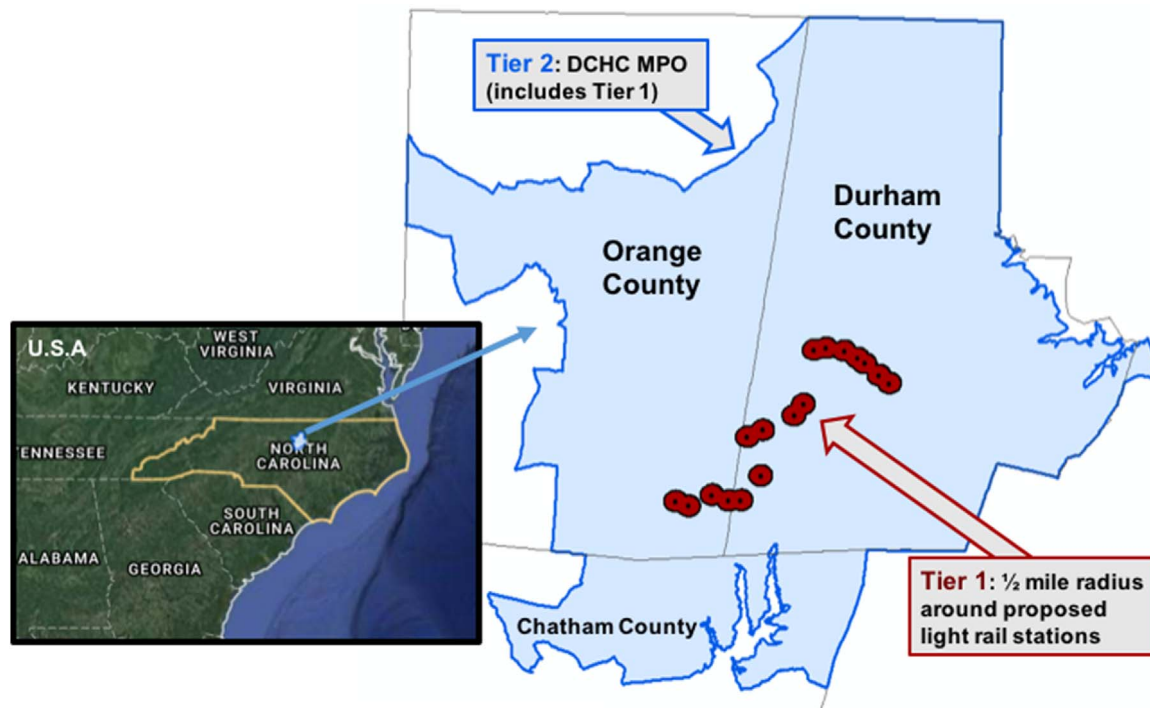 Tier 2: DCHC MPO
(includes Tier 1)
Durham
County
Orange
County
U.S.A
WEST
VIRGINIA
KENTUCKY
VIRGINIA
TENNESSEE
NORTH
CAROLINA
SOUTH
CAROLINA
ALABAMA
GEORGIA
Chatham County
Tier 1: ½ mile radius
around proposed
light rail stations